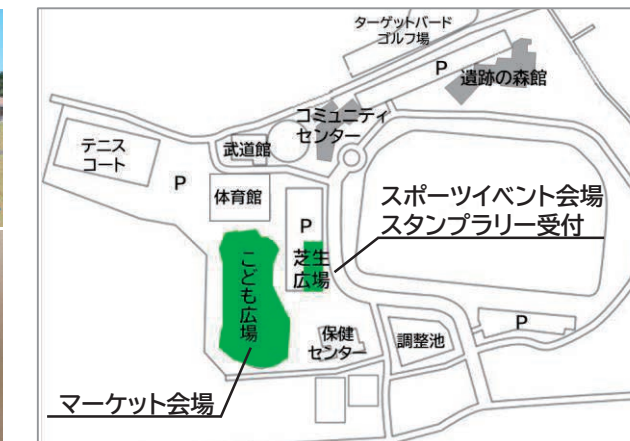 ターゲットバード
ゴルフ場
P
遺跡の森館
コミュニティ
センター
武道館
テニス
コート
P
体育館
スポーツイベント会場
スタンプラリー受付
P
芝生
広場
こども広場
保健
センター
調整池
P
マーケット会場